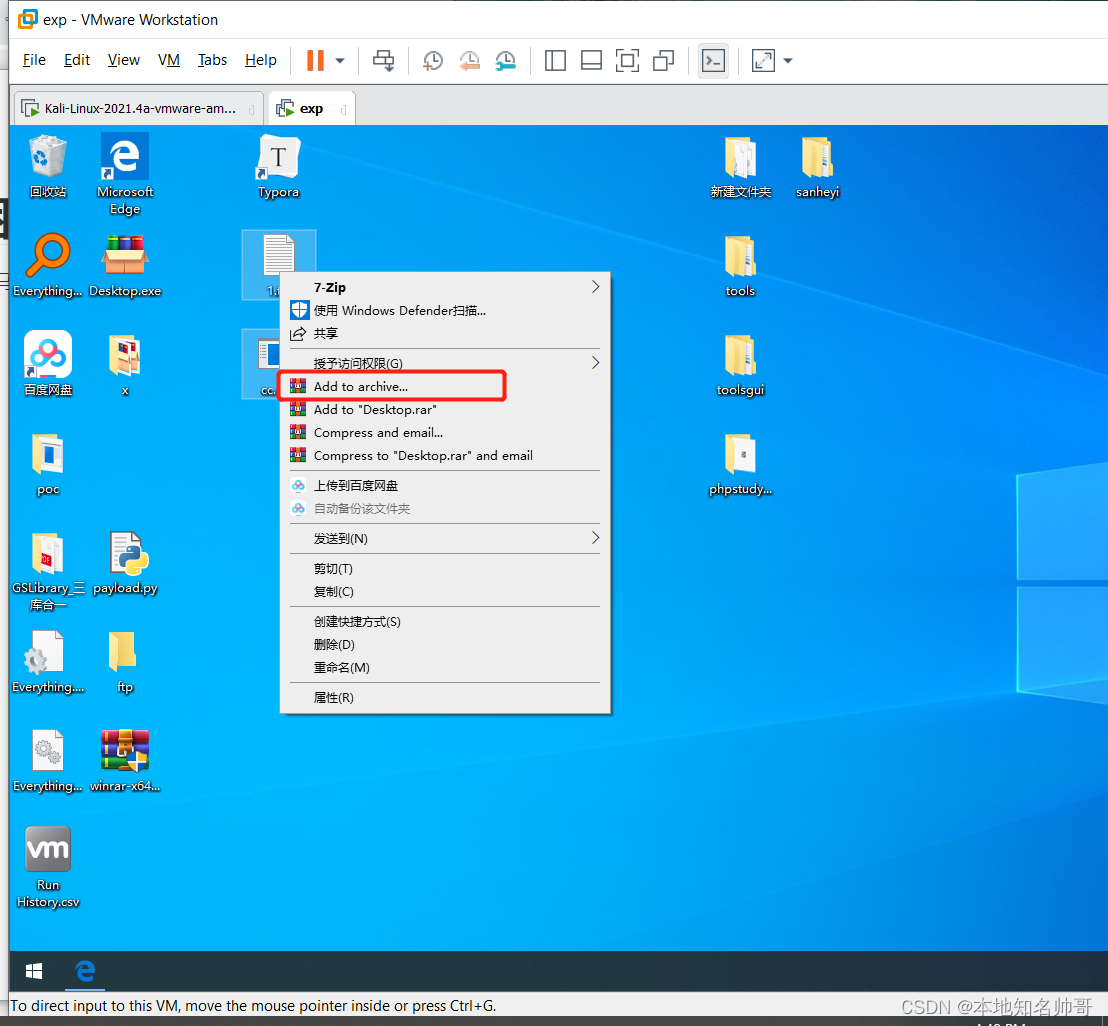 exp - VMware Workstation
File Edit View VM Tabs Help
Kali-Linux-2021.4a-vmware-am...
exp
回收站
Microsoft
Edge
Typora
新建文件夹
sanheyi
Everything...
Desktop.exe
tools
百度网盘
x
cc.
toolsgui
poc
phpstudy...
GSLibrary_三
库合一
payload.py
Everything....
ftp
Everything...
winrar-x64...
vm
Run
History.csv
7-Zip
使用 Windows Defender扫描...
共享
授予访问权限(G)
Add to archive...
Add to "Desktop.rar"
Compress and email...
Compress to "Desktop.rar" and email
上传到百度网盘
自动备份该文件夹
发送到(N)
剪切(T)
复制(C)
创建快捷方式(S)
删除(D)
重命名(M)
属性(R)
To direct input to this VM, move the mouse pointer inside or press Ctrl+G.
CSDN @本地知名帅哥